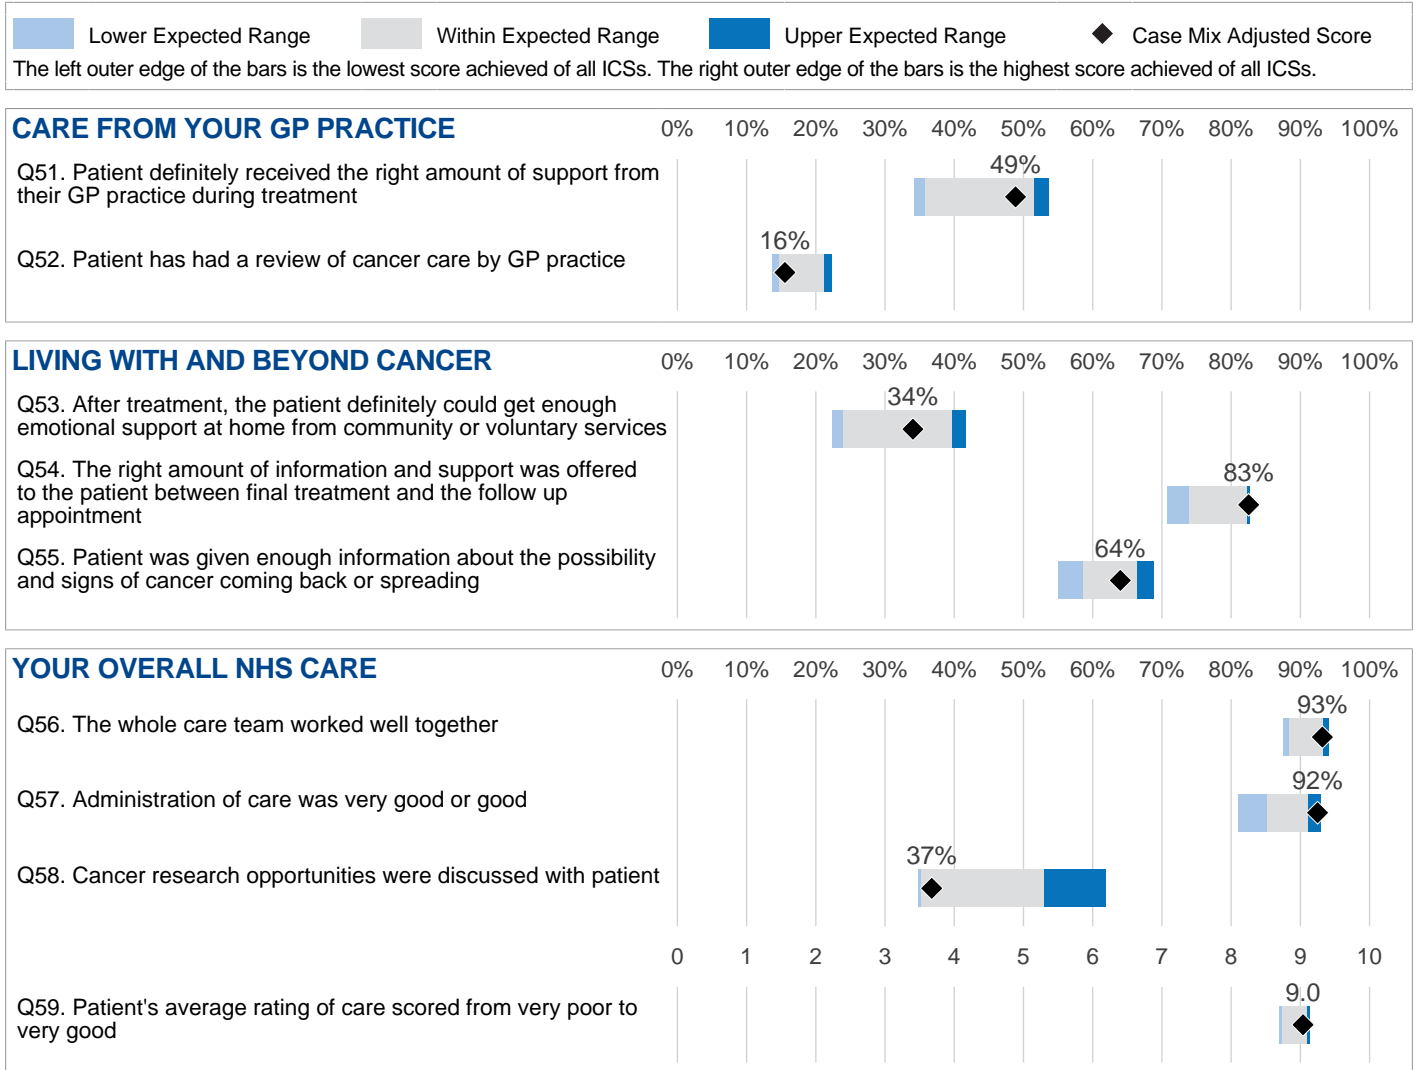 Lower Expected Range Within Expected Range Upper Expected Range Case Mix Adjusted Score
The left outer edge of the bars is the lowest score achieved of all ICSs. The right outer edge of the bars is the highest score achieved of all ICSs.
CARE FROM YOUR GP PRACTICE 0% 10% 20% 30% 40% 50% 60% 70% 80% 90% 100%
Q51. Patient definitely received the right amount of support from
their GP practice during treatment
49%
Q52. Patient has had a review of cancer care by GP practice
16%
LIVING WITH AND BEYOND CANCER 0% 10% 20% 30% 40% 50% 60% 70% 80% 90% 100%
Q53. After treatment, the patient definitely could get enough
emotional support at home from community or voluntary services
34%
Q54. The right amount of information and support was offered
to the patient between final treatment and the follow up
appointment
83%
Q55. Patient was given enough information about the possibility
and signs of cancer coming back or spreading
64%
YOUR OVERALL NHS CARE 0% 10% 20% 30% 40% 50% 60% 70% 80% 90% 100%
Q56. The whole care team worked well together
93%
Q57. Administration of care was very good or good
92%
Q58. Cancer research opportunities were discussed with patient
37%
0 1 2 3 4 5 6 7 8 9 10
Q59. Patient's average rating of care scored from very poor to
very good
9.0